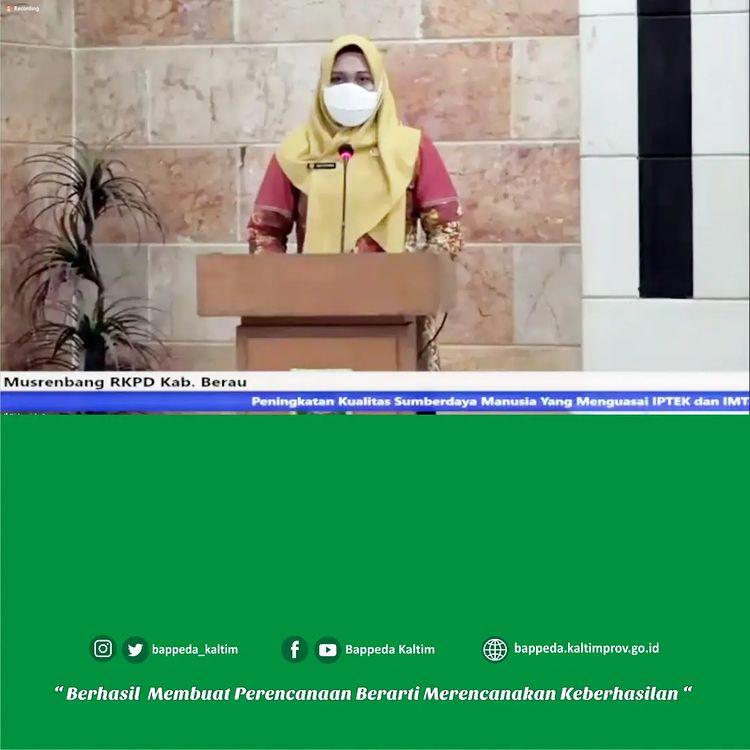 Recording
Musrenbang RKPD Kab. Berau
Peningkatan Kualitas Sumberdaya Manusia Yang Menguasai IPTEK dan IMT
bappeda_kaltim
Bappeda Kaltim
bappeda.kaltimprov.go.id
“ Berhasil Membuat Perencanaan Berarti Merencanakan Keberhasilan “